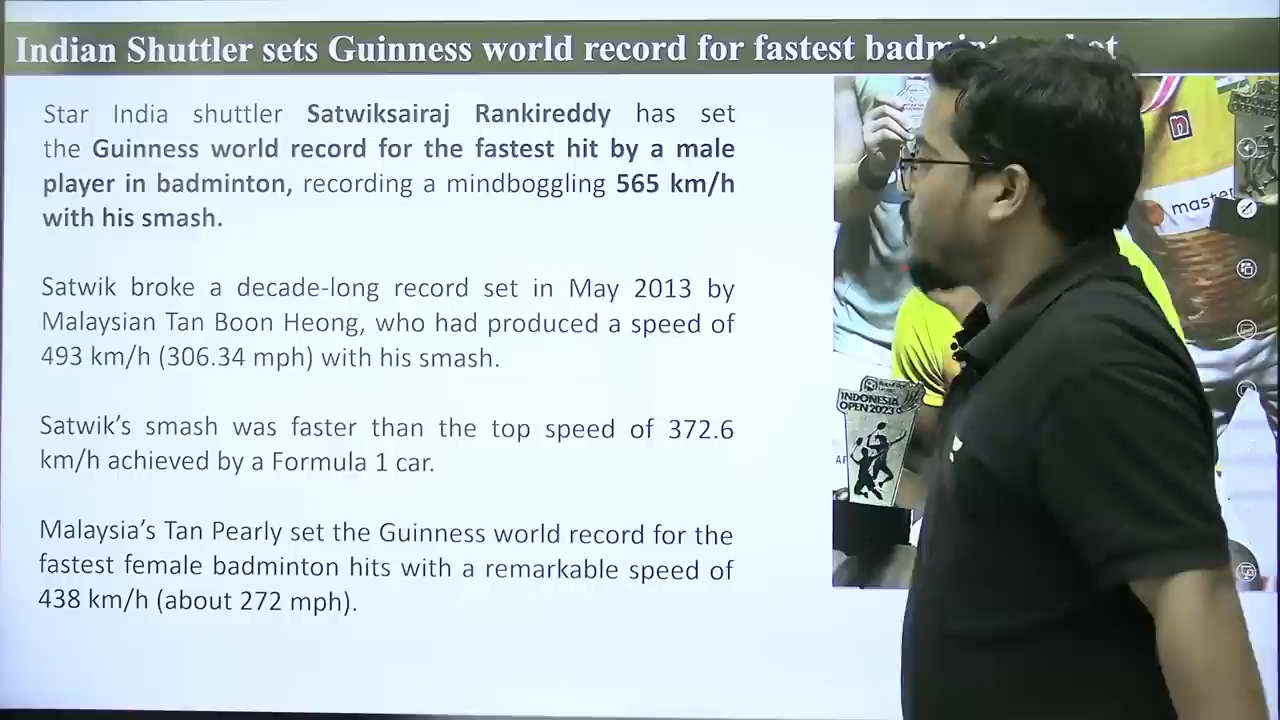 Indian Shuttler sets Guinness world record for fastest
Star India shuttler Satwiksairaj Rankireddy has set
the Guinness world record for the fastest hit by a male
player in badminton, recording a mindboggling 565 km/h
with his smash.
Satwik broke a decade-long record set in May 2013 by
Malaysian Tan Boon Heong, who had produced a speed of
493 km/h (306.34 mph) with his smash.
Satwik’s smash was faster than the top speed of 372.6
km/h achieved by a Formula 1 car.
Malaysia’s Tan Pearly set the Guinness world record for the
fastest female badminton hits with a remarkable speed of
438 km/h (about 272 mph).
n
master
INDONESIA
OPEN 2023